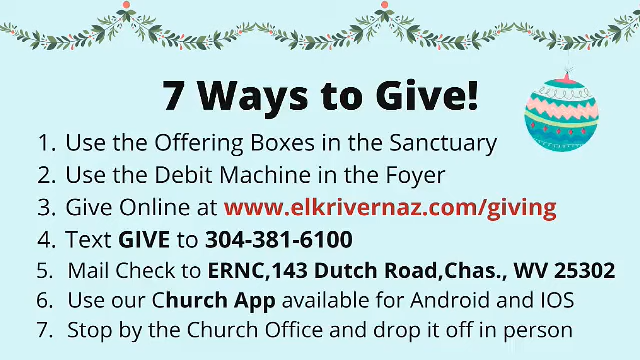 7 Ways to Give!
1. Use the Offering Boxes in the Sanctuary
2. Use the Debit Machine in the Foyer
3. Give Online at www.elkrivernaz.com/giving
4. Text GIVE to 304-381-6100
5. Mail Check to ERNC,143 Dutch Road,Chas., WV 25302
6. Use our Church App available for Android and IOS
7. Stop by the Church Office and drop it off in person